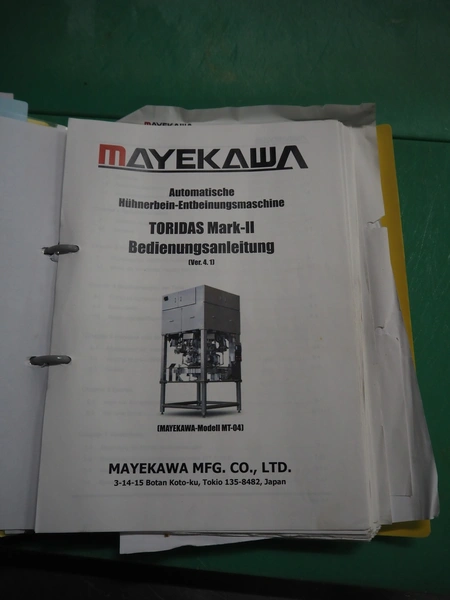 MAYEKAWA
MAYEKAWA
Automatische
Hühnerbein-Entbeinungsmaschine
TORIDAS Mark-II
Bedienungsanleitung
(Ver. 4. 1)
(MAYEKAWA-Modell MT-04)
MAYEKAWA MFG. CO., LTD.
3-14-15 Botan Koto-ku, Tokio 135-8482, Japan